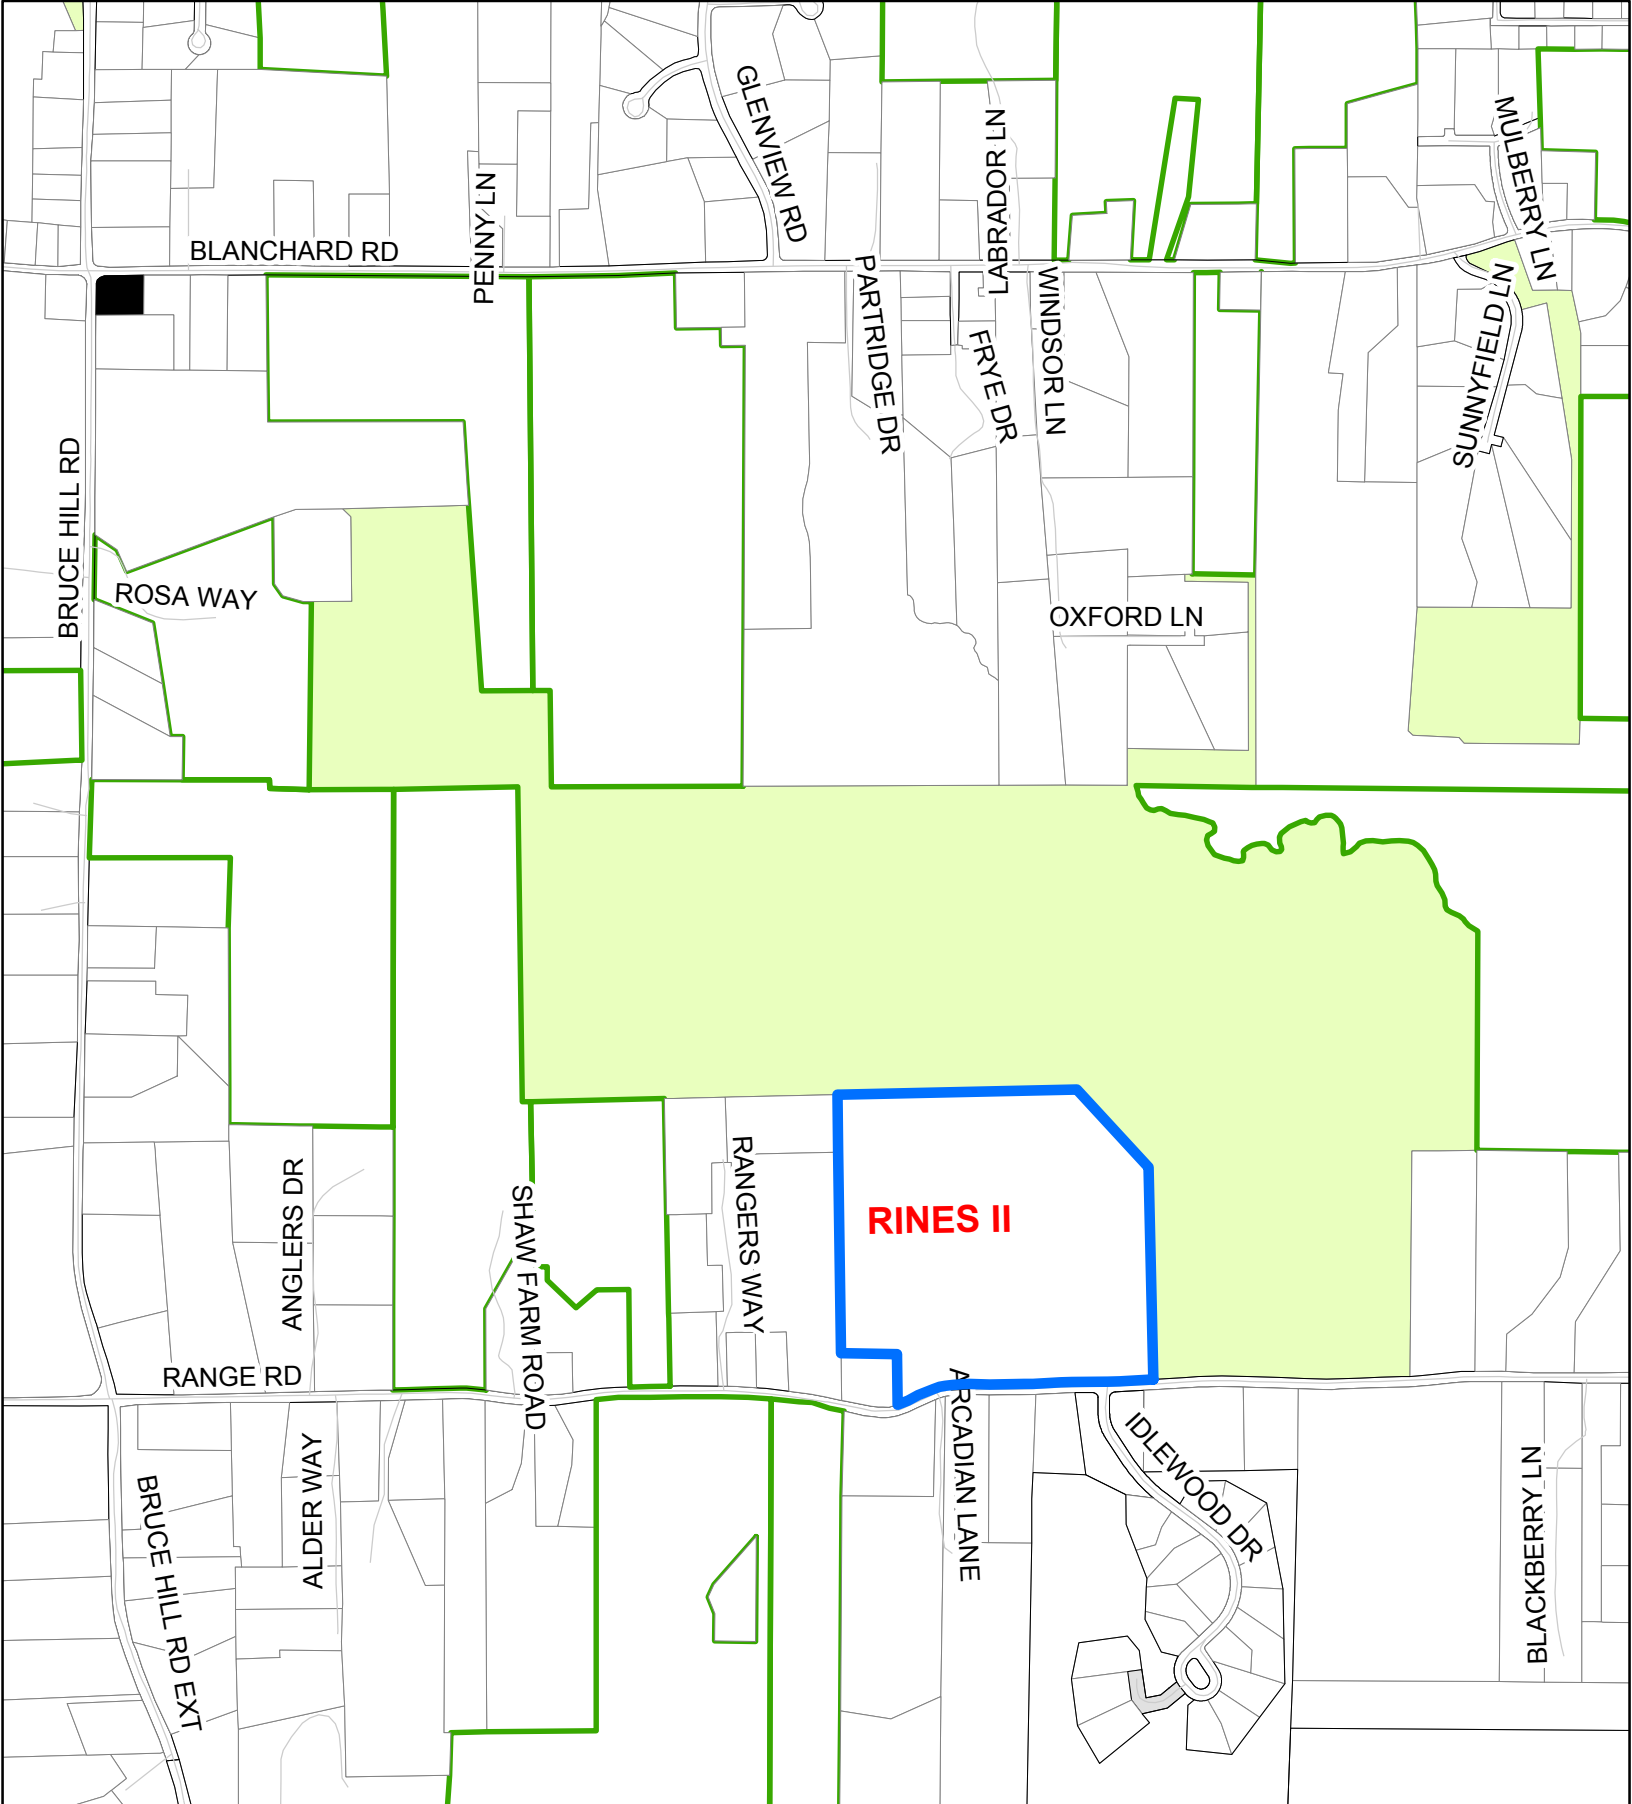 GLENVIEW RD
MULBERRY LN
LABRADOR LN
PENNY LN
BLANCHARD RD
PARTRIDGE DR
WINDSOR LN
SUNNYFIELD LN
FRYE DR
BRUCE HILL RD
ROSA WAY
OXFORD LN
RANGERS WAY
ANGLERS DR
SHAW FARM ROAD
RINES II
RANGE RD
ARCADIAN LANE
IDLEWOOD DR
ALDER WAY
BLACKBERRY LN
BRUCE HILL RD EXT